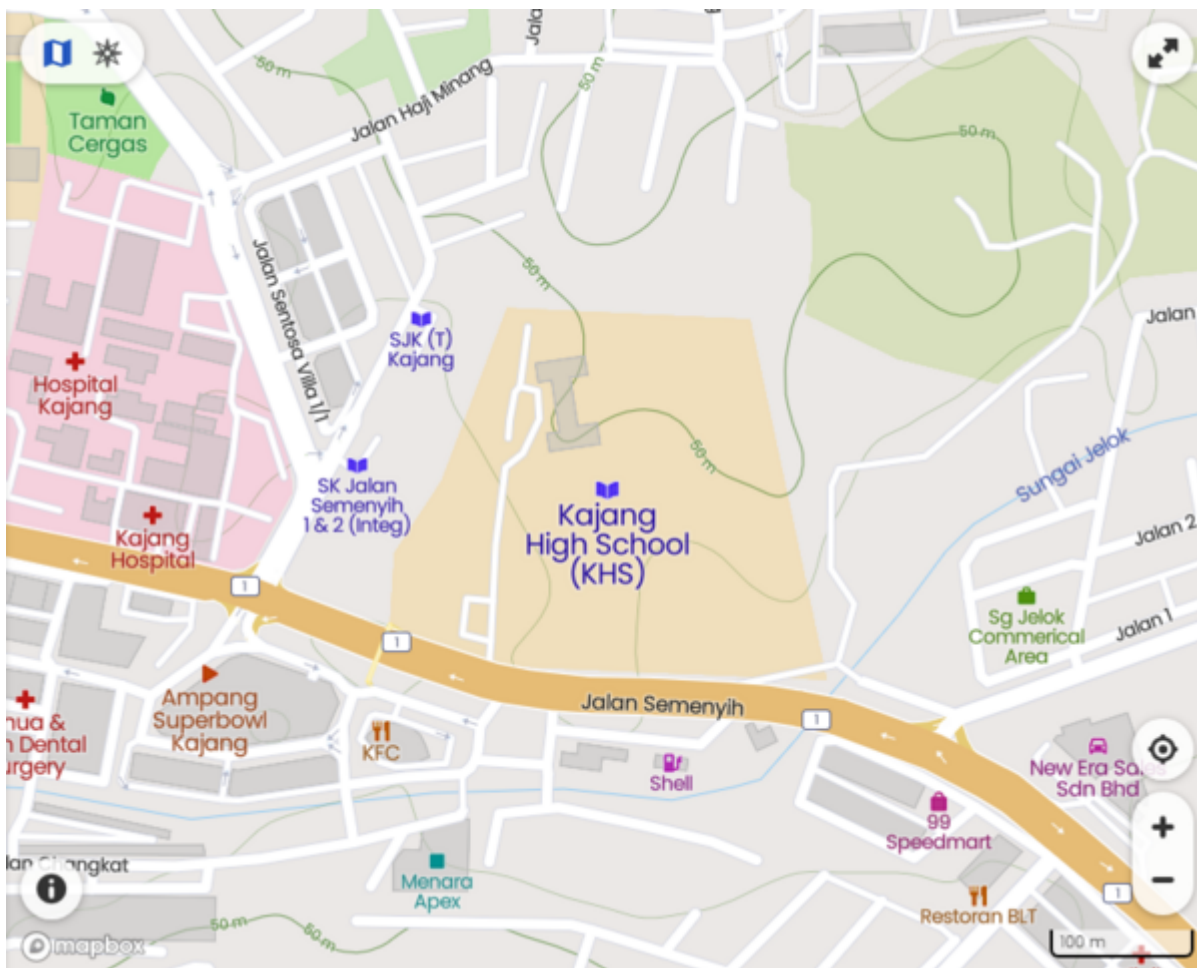 50 m
Jalan Haji Minang
Taman
Cergas
50 m
50 m
Jalan Sentosa Villa 1/1
SJK (T)
Kajang
Jalan
Hospital
Kajang
50 m
Sungai Jelok
SK Jalan
Semenyih
1 & 2 (Integ)
Kajang
High School
(KHS)
Kajang
Hospital
Jalan 2
1
Sg Jelok
Commerical
Area
Jalan 1
1
Ampang
Superbowl
Kajang
Jalan Semenyih
1
Dental
KFC
Shell
New Era Sales
Sdn Bhd
99
Speedmart
Changkat
Menara
Apex
1
Restoran BLT
50 m
50 m
100 m
mapbox